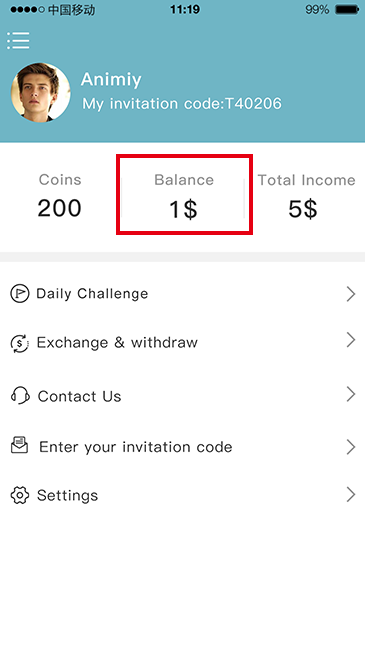 中国移动 11:19 99%
Animiy
My invitation code:T40206
Coins Balance Total Income
200 1$ 5$
Daily Challenge
Exchange & withdraw
Contact Us
Enter your invitation code
Settings